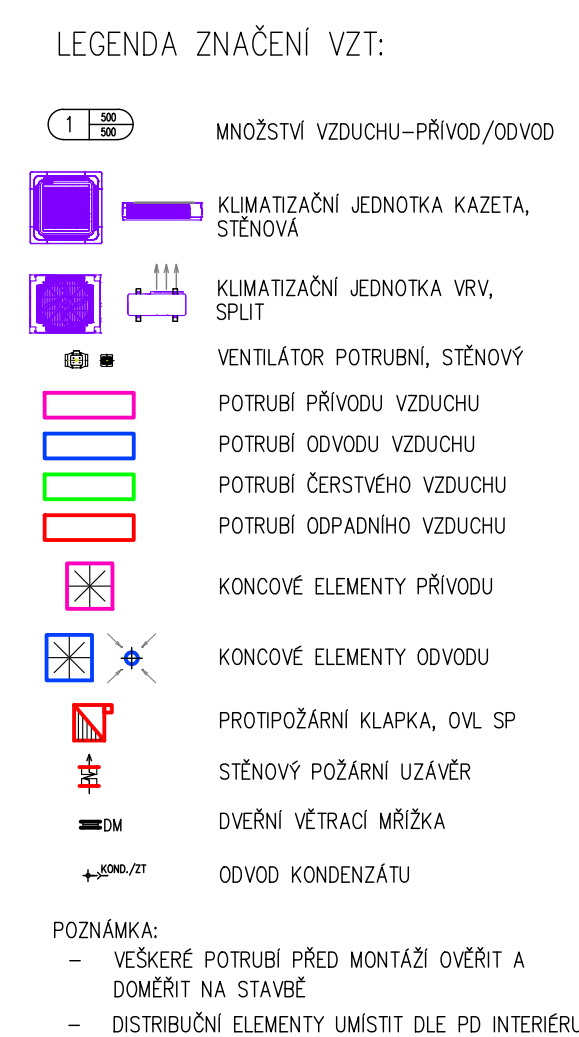 LEGENDA ZNAČENÍ VZT:
1 500
500
MNOŽSTVÍ VZDUCHU-PŘÍVOD/ODVOD
KLIMATIZAČNÍ JEDNOTKA KAZETA,
STĚNOVÁ
KLIMATIZAČNÍ JEDNOTKA VRV,
SPLIT
VENTILÁTOR POTRUBNÍ, STĚNOVÝ
POTRUBÍ PŘÍVODU VZDUCHU
POTRUBÍ ODVODU VZDUCHU
POTRUBÍ ČERSTVÉHO VZDUCHU
POTRUBÍ ODPADNÍHO VZDUCHU
KONCOVÉ ELEMENTY PŘÍVODU
KONCOVÉ ELEMENTY ODVODU
PROTIPOŽÁRNÍ KLAPKA, OVL SP
STĚNOVÝ POŽÁRNÍ UZÁVĚR
DM DVEŘNÍ VĚTRACÍ MŘÍŽKA
KOND./ZT ODVOD KONDENZÁTU
POZNÁMKA:
- VEŠKERÉ POTRUBÍ PŘED MONTÁŽÍ OVĚŘIT A
DOMĚŘIT NA STAVBĚ
- DISTRIBUČNÍ ELEMENTY UMÍSTIT DLE PD INTERIÉRU